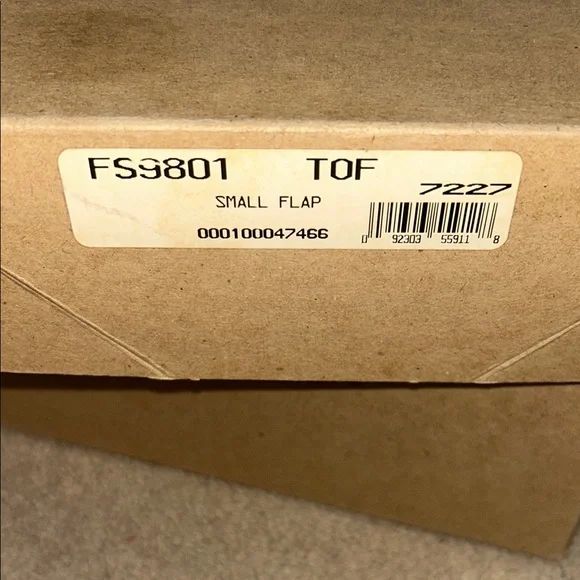 FS9801 TOF
7227
SMALL FLAP
000100047466
0 92303 55911 8